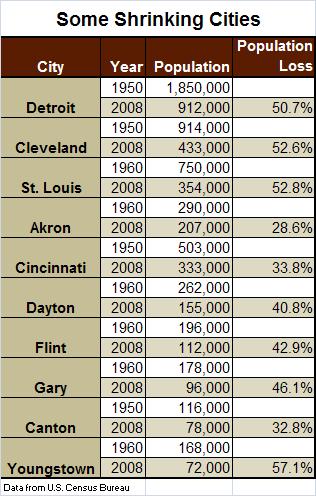 Some Shrinking Cities
City Year Population Population Loss
1950 1,850,000
Detroit 2008 912,000 50.7%
1950 914,000
Cleveland 2008 433,000 52.6%
1960 750,000
St. Louis 2008 354,000 52.8%
1960 290,000
Akron 2008 207,000 28.6%
1950 503,000
Cincinnati 2008 333,000 33.8%
1960 262,000
Dayton 2008 155,000 40.8%
1960 196,000
Flint 2008 112,000 42.9%
1960 178,000
Gary 2008 96,000 46.1%
1950 116,000
Canton 2008 78,000 32.8%
1960 168,000
Youngstown 2008 72,000 57.1%
Data from U.S. Census Bureau